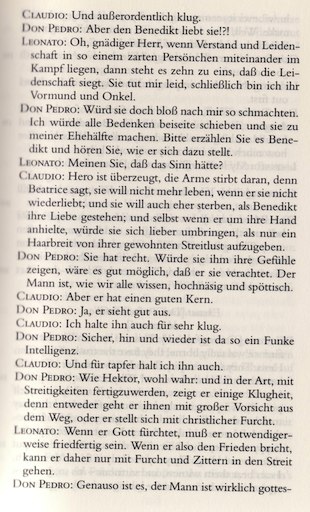 CLAUDIO: Und außerordentlich klug.
DON PEDRO: Aber den Benedikt liebt sie!?!
LEONATO: Oh, gnädiger Herr, wenn Verstand und Leiden-
schaft in so einem zarten Persönchen miteinander im
Kampf liegen, dann steht es zehn zu eins, daß die Lei-
denschaft siegt. Sie tut mir leid, schließlich bin ich ihr
Vormund und Onkel.
DON PEDRO: Würd sie doch bloß nach mir so schmachten.
Ich würde alle Bedenken beiseite schieben und sie zu
meiner Ehehälfte machen. Bitte erzählen Sie es Bene-
dikt und hören Sie, wie er sich dazu stellt.
LEONATO: Meinen Sie, daß das Sinn hätte?
CLAUDIO: Hero ist überzeugt, die Arme stirbt daran, denn
Beatrice sagt, sie will nicht mehr leben, wenn er sie nicht
wiederliebt; und sie will auch eher sterben, als Benedikt
ihre Liebe gestehen; und selbst wenn er um ihre Hand
anhielte, würde sie sich lieber umbringen, als nur ein
Haarbreit von ihrer gewohnten Streitlust aufzugeben.
DON PEDRO: Sie hat recht. Würde sie ihm ihre Gefühle
zeigen, wäre es gut möglich, daß er sie verachtet. Der
Mann ist, wie wir alle wissen, hochnäsig und spöttisch.
CLAUDIO: Aber er hat einen guten Kern.
DON PEDRO: Ja, er sieht gut aus.
CLAUDIO: Ich halte ihn auch für sehr klug.
DON PEDRO: Sicher, hin und wieder ist da so ein Funke
Intelligenz.
CLAUDIO: Und für tapfer halt ich ihn auch.
DON PEDRO: Wie Hektor, wohl wahr: und in der Art, mit
Streitigkeiten fertigzuwerden, zeigt er einige Klugheit,
denn entweder geht er ihnen mit großer Vorsicht aus
dem Weg, oder er stellt sich mit christlicher Furcht.
LEONATO: Wenn er Gott fürchtet, muß er notwendiger-
weise friedfertig sein. Wenn er also den Frieden bricht,
kann er daher nur mit Furcht und Zittern in den Streit
gehen.
DON PEDRO: Genauso ist es, der Mann ist wirklich gottes-